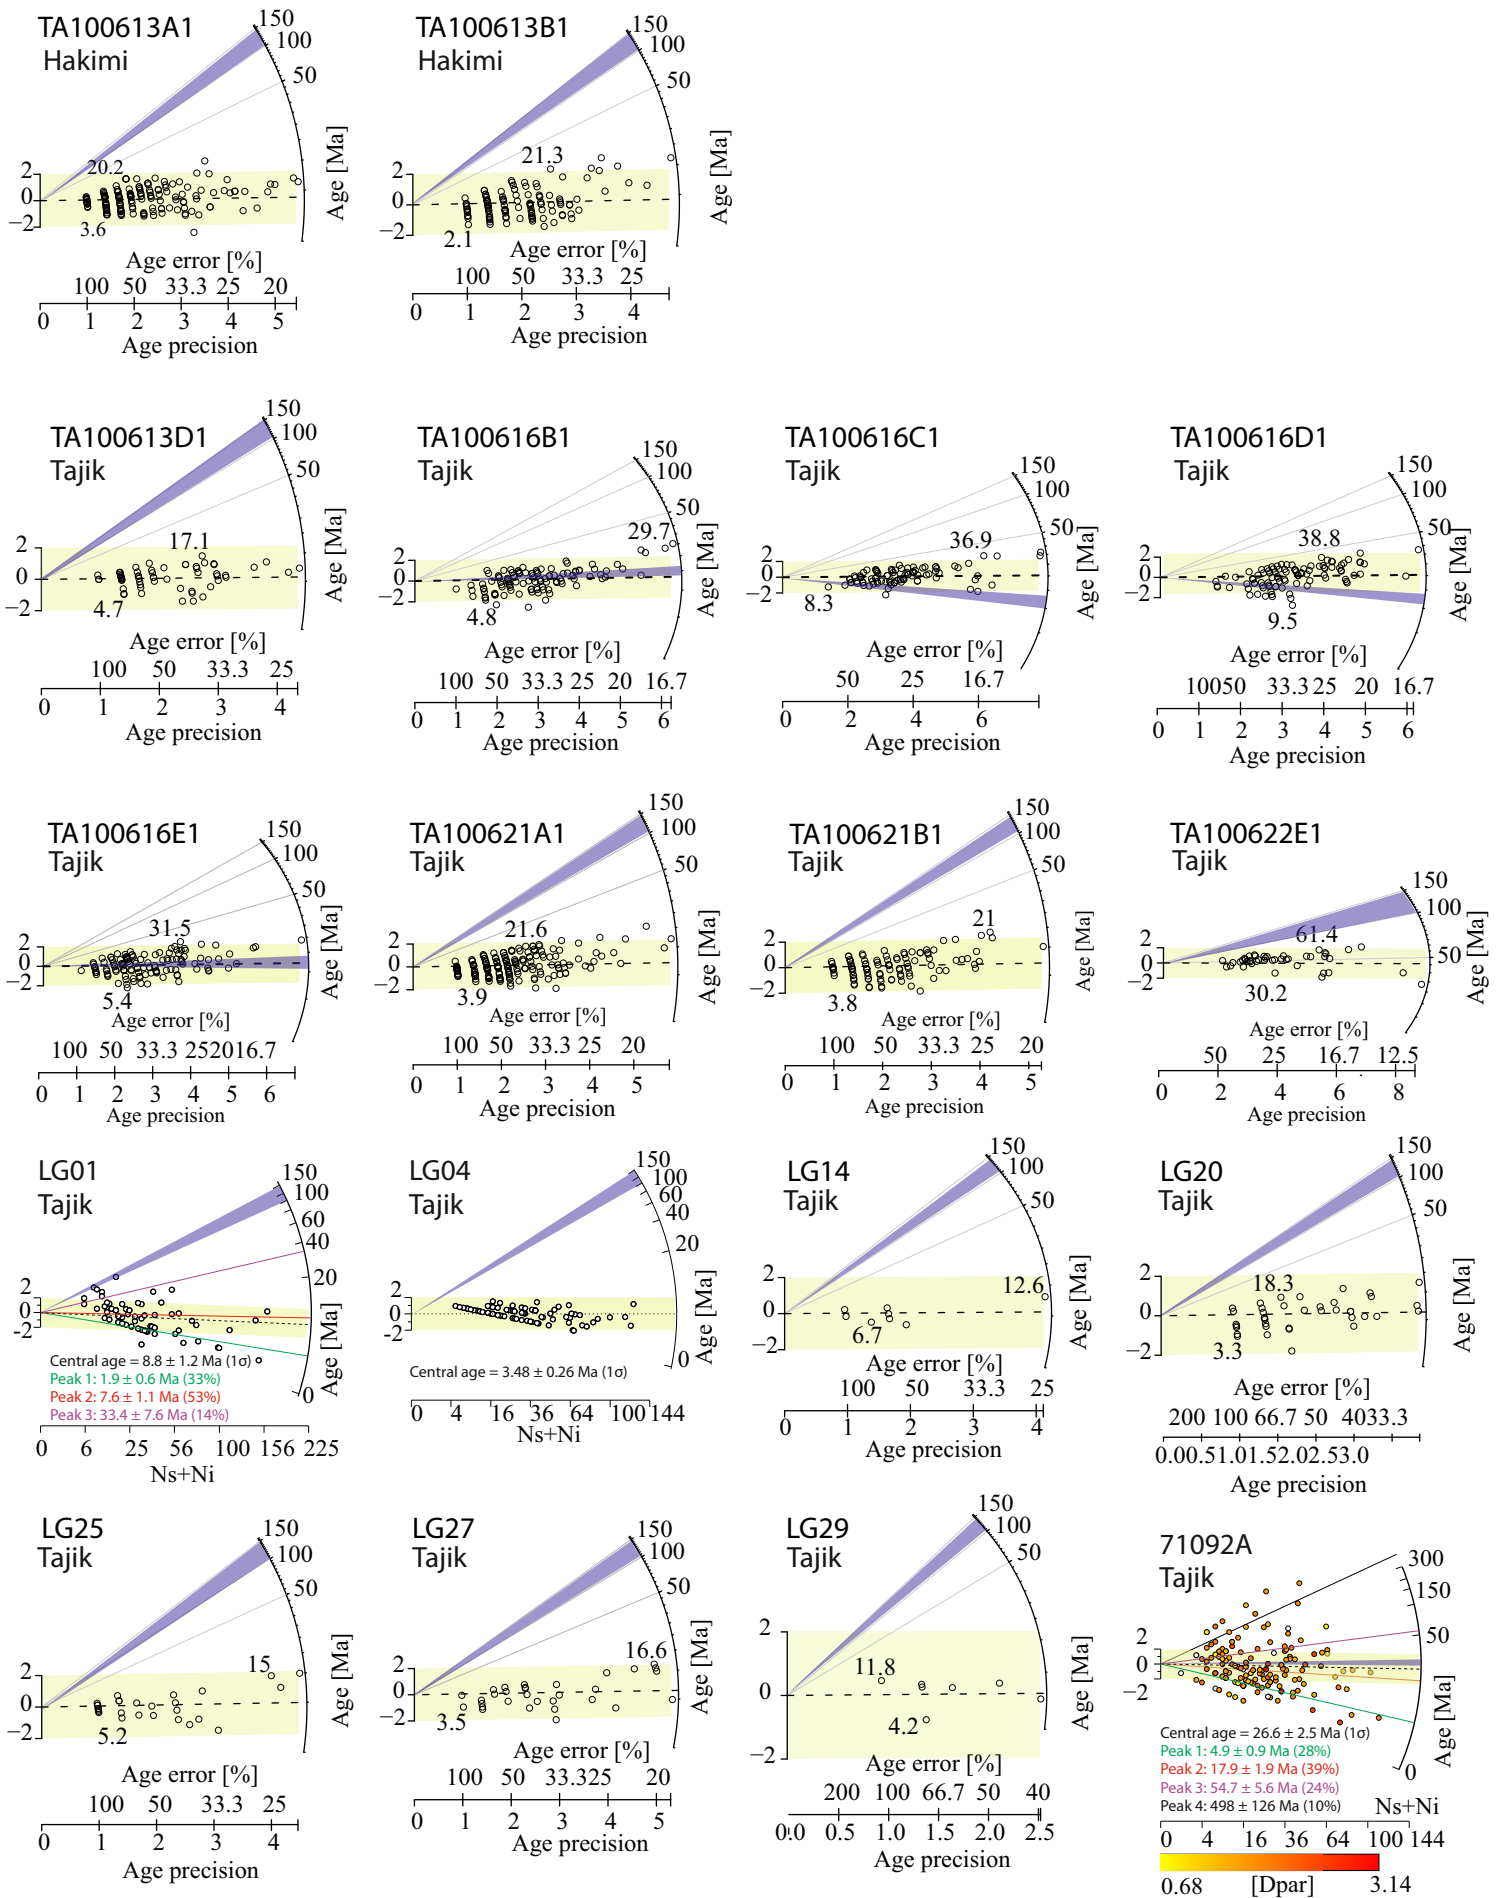 TA100613A1
Hakimi
150
100
50
20.2
2
0
−2
3.6
Age [Ma]
Age error [%]
100 50 33.3 25 20
0 1 2 3 4 5
Age precision
TA100613B1
Hakimi
150
100
50
21.3
2
0
−2
2.1
Age [Ma]
Age error [%]
100 50 33.3 25
0 1 2 3 4
Age precision
TA100613D1
Tajik
150
100
50
17.1
2
0
−2
4.7
Age [Ma]
Age error [%]
100 50 33.3 25
0 1 2 3 4
Age precision
TA100616B1
Tajik
150
100
50
29.7
2
0
−2
4.8
Age [Ma]
Age error [%]
100 50 33.3 25 20 16.7
0 1 2 3 4 5 6
Age precision
TA100616C1
Tajik
150
100
50
36.9
2
0
−2
8.3
Age [Ma]
Age error [%]
50 25 16.7
0 2 4 6
Age precision
TA100616D1
Tajik
150
100
50
38.8
2
0
−2
9.5
Age [Ma]
Age error [%]
10050 33.3 25 20 16.7
0 1 2 3 4 5 6
Age precision
TA100616E1
Tajik
150
100
50
31.5
2
0
−2
5.4
Age [Ma]
Age error [%]
100 50 33.3 252016.7
0 1 2 3 4 5 6
Age precision
TA100621A1
Tajik
150
100
50
21.6
2
0
−2
3.9
Age [Ma]
Age error [%]
100 50 33.3 25 20
0 1 2 3 4 5
Age precision
TA100621B1
Tajik
150
100
50
21
2
0
−2
3.8
Age [Ma]
Age error [%]
100 50 33.3 25 20
0 1 2 3 4 5
Age precision
TA100622E1
Tajik
150
100
50
61.4
2
0
−2
30.2
Age [Ma]
Age error [%]
50 25 16.7 12.5
0 2 4 6 8
Age precision
LG01
Tajik
150
100
60
40
20
0
2
0
-2
Age [Ma]
Central age = 8.8 ± 1.2 Ma (1σ)
Peak 1: 1.9 ± 0.6 Ma (33%)
Peak 2: 7.6 ± 1.1 Ma (53%)
Peak 3: 33.4 ± 7.6 Ma (14%)
0 6 25 56 100 156 225
Ns+Ni
LG04
Tajik
150
100
60
40
20
0
2
0
-2
Age [Ma]
Central age = 3.48 ± 0.26 Ma (1σ)
0 4 16 36 64 100 144
Ns+Ni
LG14
Tajik
150
100
50
12.6
2
0
−2
6.7
Age [Ma]
Age error [%]
100 50 33.3 25
0 1 2 3 4
Age precision
LG20
Tajik
150
100
50
18.3
2
0
−2
3.3
Age [Ma]
Age error [%]
200 100 66.7 50 4033.3
0.00.51.01.52.02.53.0
Age precision
LG25
Tajik
150
100
50
15
2
0
−2
5.2
Age [Ma]
Age error [%]
100 50 33.3 25
0 1 2 3 4
Age precision
LG27
Tajik
150
100
50
16.6
2
0
−2
3.5
Age [Ma]
Age error [%]
100 50 33.325 20
0 1 2 3 4 5
Age precision
LG29
Tajik
150
100
50
11.8
2
0
−2
4.2
Age [Ma]
Age error [%]
200 100 66.7 50 40
0.0 0.5 1.0 1.5 2.0 2.5
Age precision
71092A
Tajik
300
150
50
0
2
0
−2
Age [Ma]
Central age = 26.6 ± 2.5 Ma (1σ)
Peak 1: 4.9 ± 0.9 Ma (28%)
Peak 2: 17.9 ± 1.9 Ma (39%)
Peak 3: 54.7 ± 5.6 Ma (24%)
Peak 4: 498 ± 126 Ma (10%)
Ns+Ni
0 4 16 36 64 100 144
0.68 [Dpar] 3.14